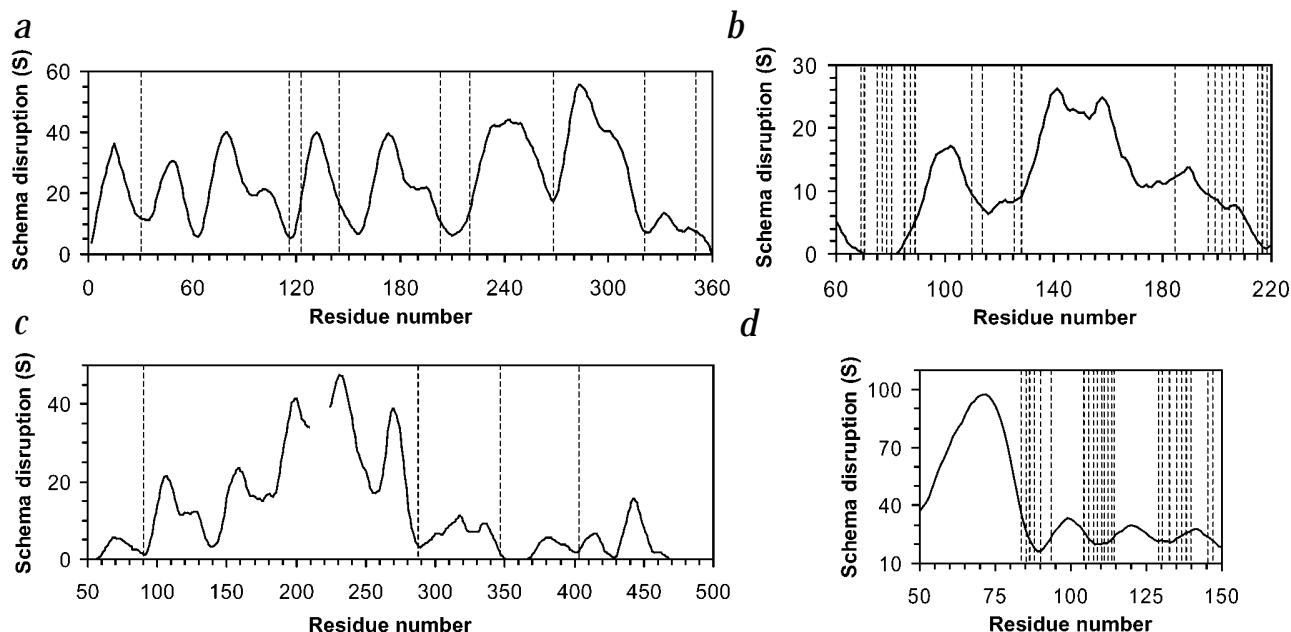 a
Schema disruption (S)
60
40
20
0
0 60 120 180 240 300 360
Residue number
b
Schema disruption (S)
30
20
10
0
60 100 140 180 220
Residue number
c
Schema disruption (S)
40
20
0
50 100 150 200 250 300 350 400 450 500
Residue number
d
Schema disruption (S)
100
70
40
10
50 75 100 125 150
Residue number